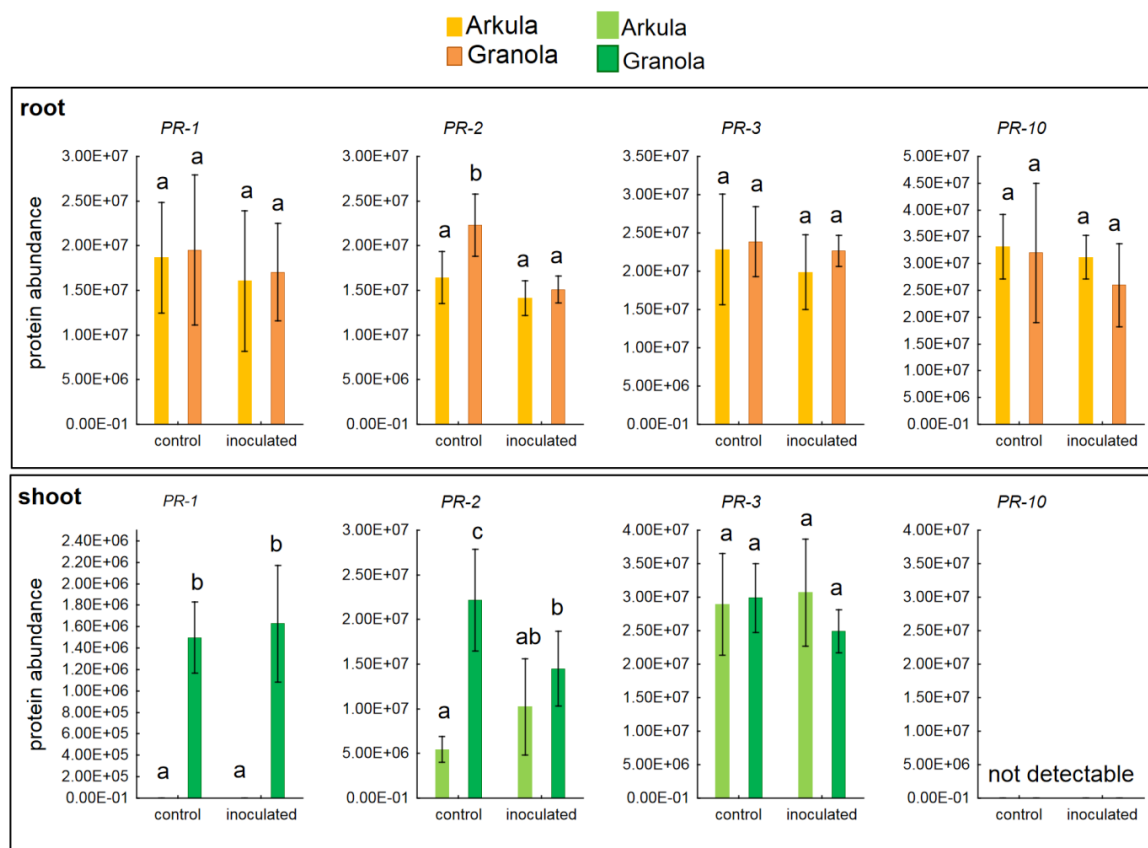 Arkula Arkula
Granola Granola
root
PR-1 PR-2 PR-3 PR-10
protein abundance
3.00E+07
2.50E+07
2.00E+07
1.50E+07
1.00E+07
5.00E+06
0.00E-01
a a a a
control inoculated
3.00E+07
2.50E+07
2.00E+07
1.50E+07
1.00E+07
5.00E+06
0.00E-01
a b a a
control inoculated
3.50E+07
3.00E+07
2.50E+07
2.00E+07
1.50E+07
1.00E+07
5.00E+06
0.00E-01
a a a a
control inoculated
5.00E+07
4.50E+07
4.00E+07
3.50E+07
3.00E+07
2.50E+07
2.00E+07
1.50E+07
1.00E+07
5.00E+06
0.00E-01
a a a a
control inoculated
shoot
PR-1 PR-2 PR-3 PR-10
protein abundance
2.40E+06
2.20E+06
2.00E+06
1.80E+06
1.60E+06
1.40E+06
1.20E+06
1.00E+06
8.00E+05
6.00E+05
4.00E+05
2.00E+05
0.00E-01
a b a b
control inoculated
3.00E+07
2.50E+07
2.00E+07
1.50E+07
1.00E+07
5.00E+06
0.00E-01
a c ab b
control inoculated
4.00E+07
3.50E+07
3.00E+07
2.50E+07
2.00E+07
1.50E+07
1.00E+07
5.00E+06
0.00E-01
a a a a
control inoculated
4.00E+07
3.50E+07
3.00E+07
2.50E+07
2.00E+07
1.50E+07
1.00E+07
5.00E+06
0.00E-01
not detectable
control inoculated